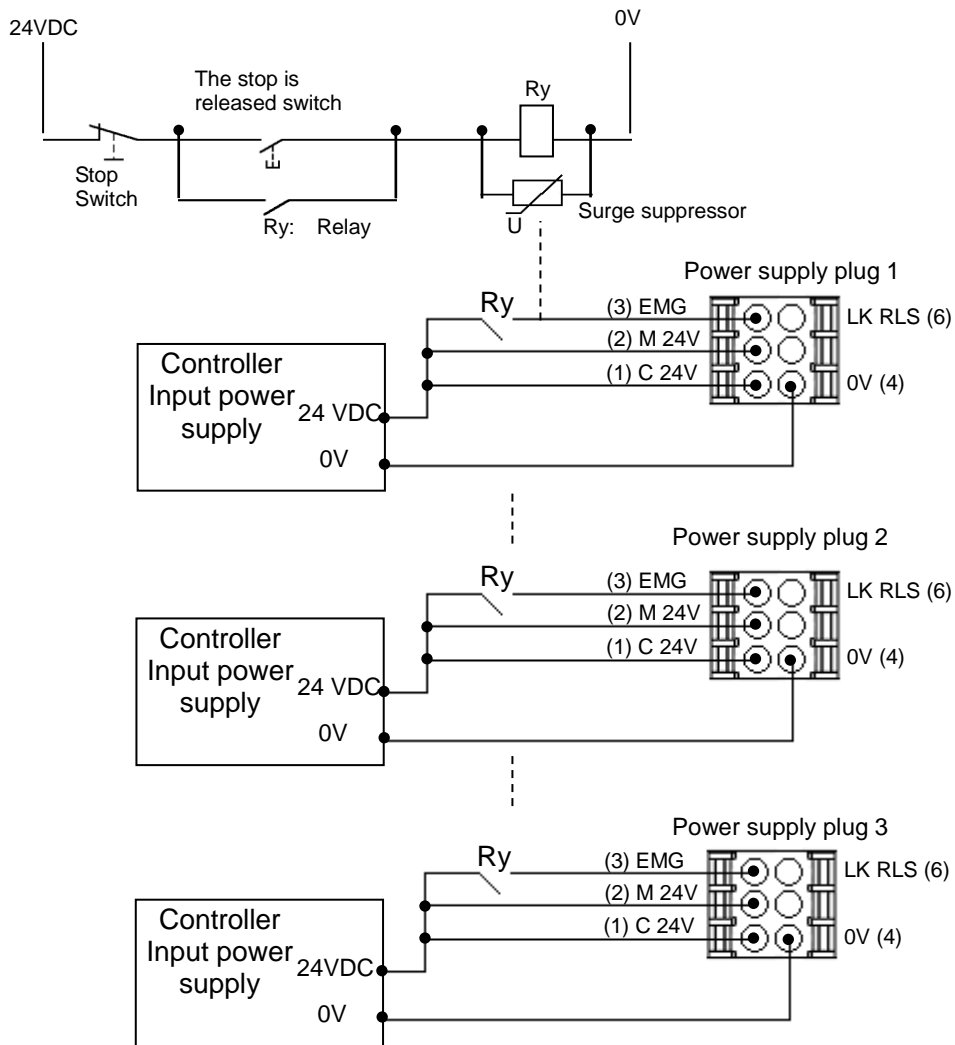 24VDC
0V
The stop is
released switch
Ry
Stop
Switch
Ry: Relay
U
Surge suppressor
Power supply plug 1
Ry
(3) EMG
LK RLS (6)
(2) M 24V
(1) C 24V
0V (4)
Controller
Input power
supply
24 VDC
0V
Power supply plug 2
Ry
(3) EMG
LK RLS (6)
(2) M 24V
(1) C 24V
0V (4)
Controller
Input power
supply
24 VDC
0V
Power supply plug 3
Ry
(3) EMG
LK RLS (6)
(2) M 24V
(1) C 24V
0V (4)
Controller
Input power
supply
24VDC
0V